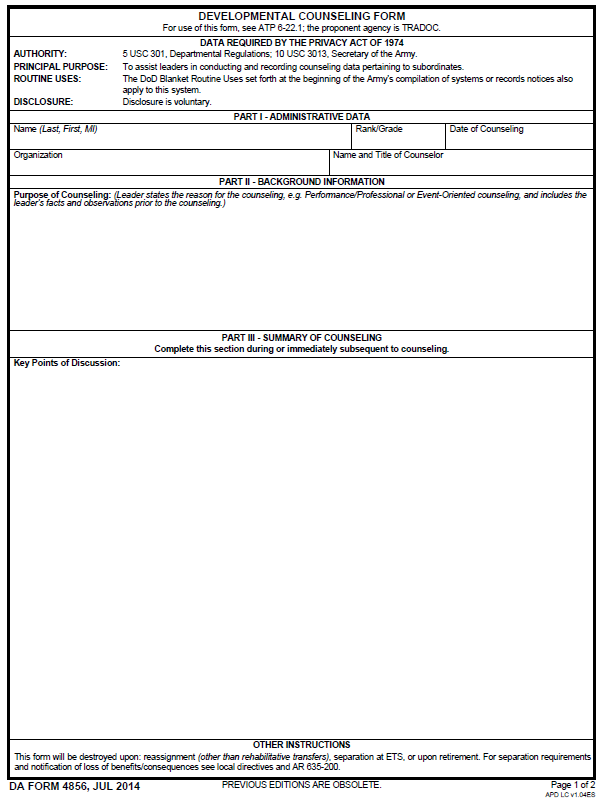 DEVELOPMENTAL COUNSELING FORM
For use of this form, see ATP 6-22.1; the proponent agency is TRADOC.
DATA REQUIRED BY THE PRIVACY ACT OF 1974
AUTHORITY: 5 USC 301, Departmental Regulations; 10 USC 3013, Secretary of the Army.
PRINCIPAL PURPOSE: To assist leaders in conducting and recording counseling data pertaining to subordinates.
ROUTINE USES: The DoD Blanket Routine Uses set forth at the beginning of the Army's compilation of systems or records notices also
apply to this system.
DISCLOSURE: Disclosure is voluntary.
PART I - ADMINISTRATIVE DATA
Name (Last, First, MI) Rank/Grade Date of Counseling
Organization Name and Title of Counselor
PART II - BACKGROUND INFORMATION
Purpose of Counseling: (Leader states the reason for the counseling, e.g. Performance/Professional or Event-Oriented counseling, and includes the
leader's facts and observations prior to the counseling.)
PART III - SUMMARY OF COUNSELING
Complete this section during or immediately subsequent to counseling.
Key Points of Discussion:
OTHER INSTRUCTIONS
This form will be destroyed upon: reassignment (other than rehabilitative transfers), separation at ETS, or upon retirement. For separation requirements
and notification of loss of benefits/consequences see local directives and AR 635-200.
DA FORM 4856, JUL 2014 PREVIOUS EDITIONS ARE OBSOLETE. Page 1 of 2
APD LC v1.04ES